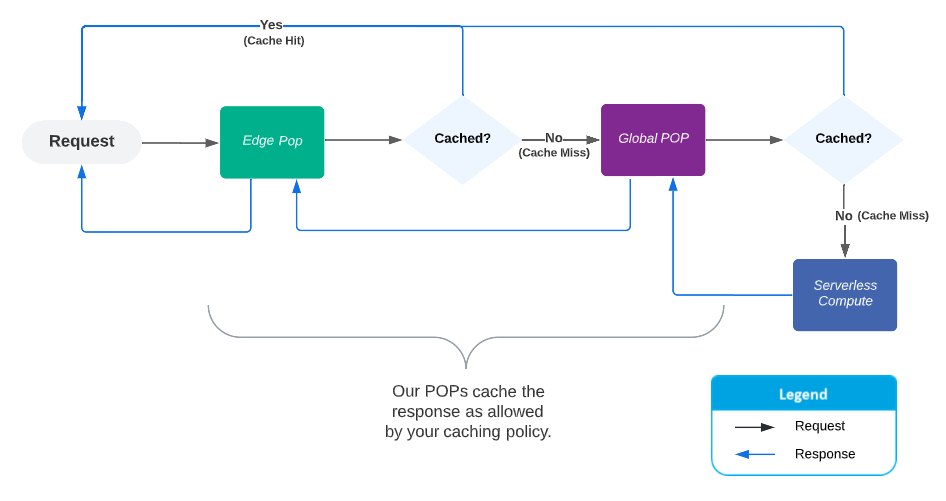 Yes
(Cache Hit)
Request
Edge Pop
Cached?
No
(Cache Miss)
Global POP
Cached?
No (Cache Miss)
Serverless
Compute
Our POPs cache the
response as allowed
by your caching policy.
Legend
Request
Response